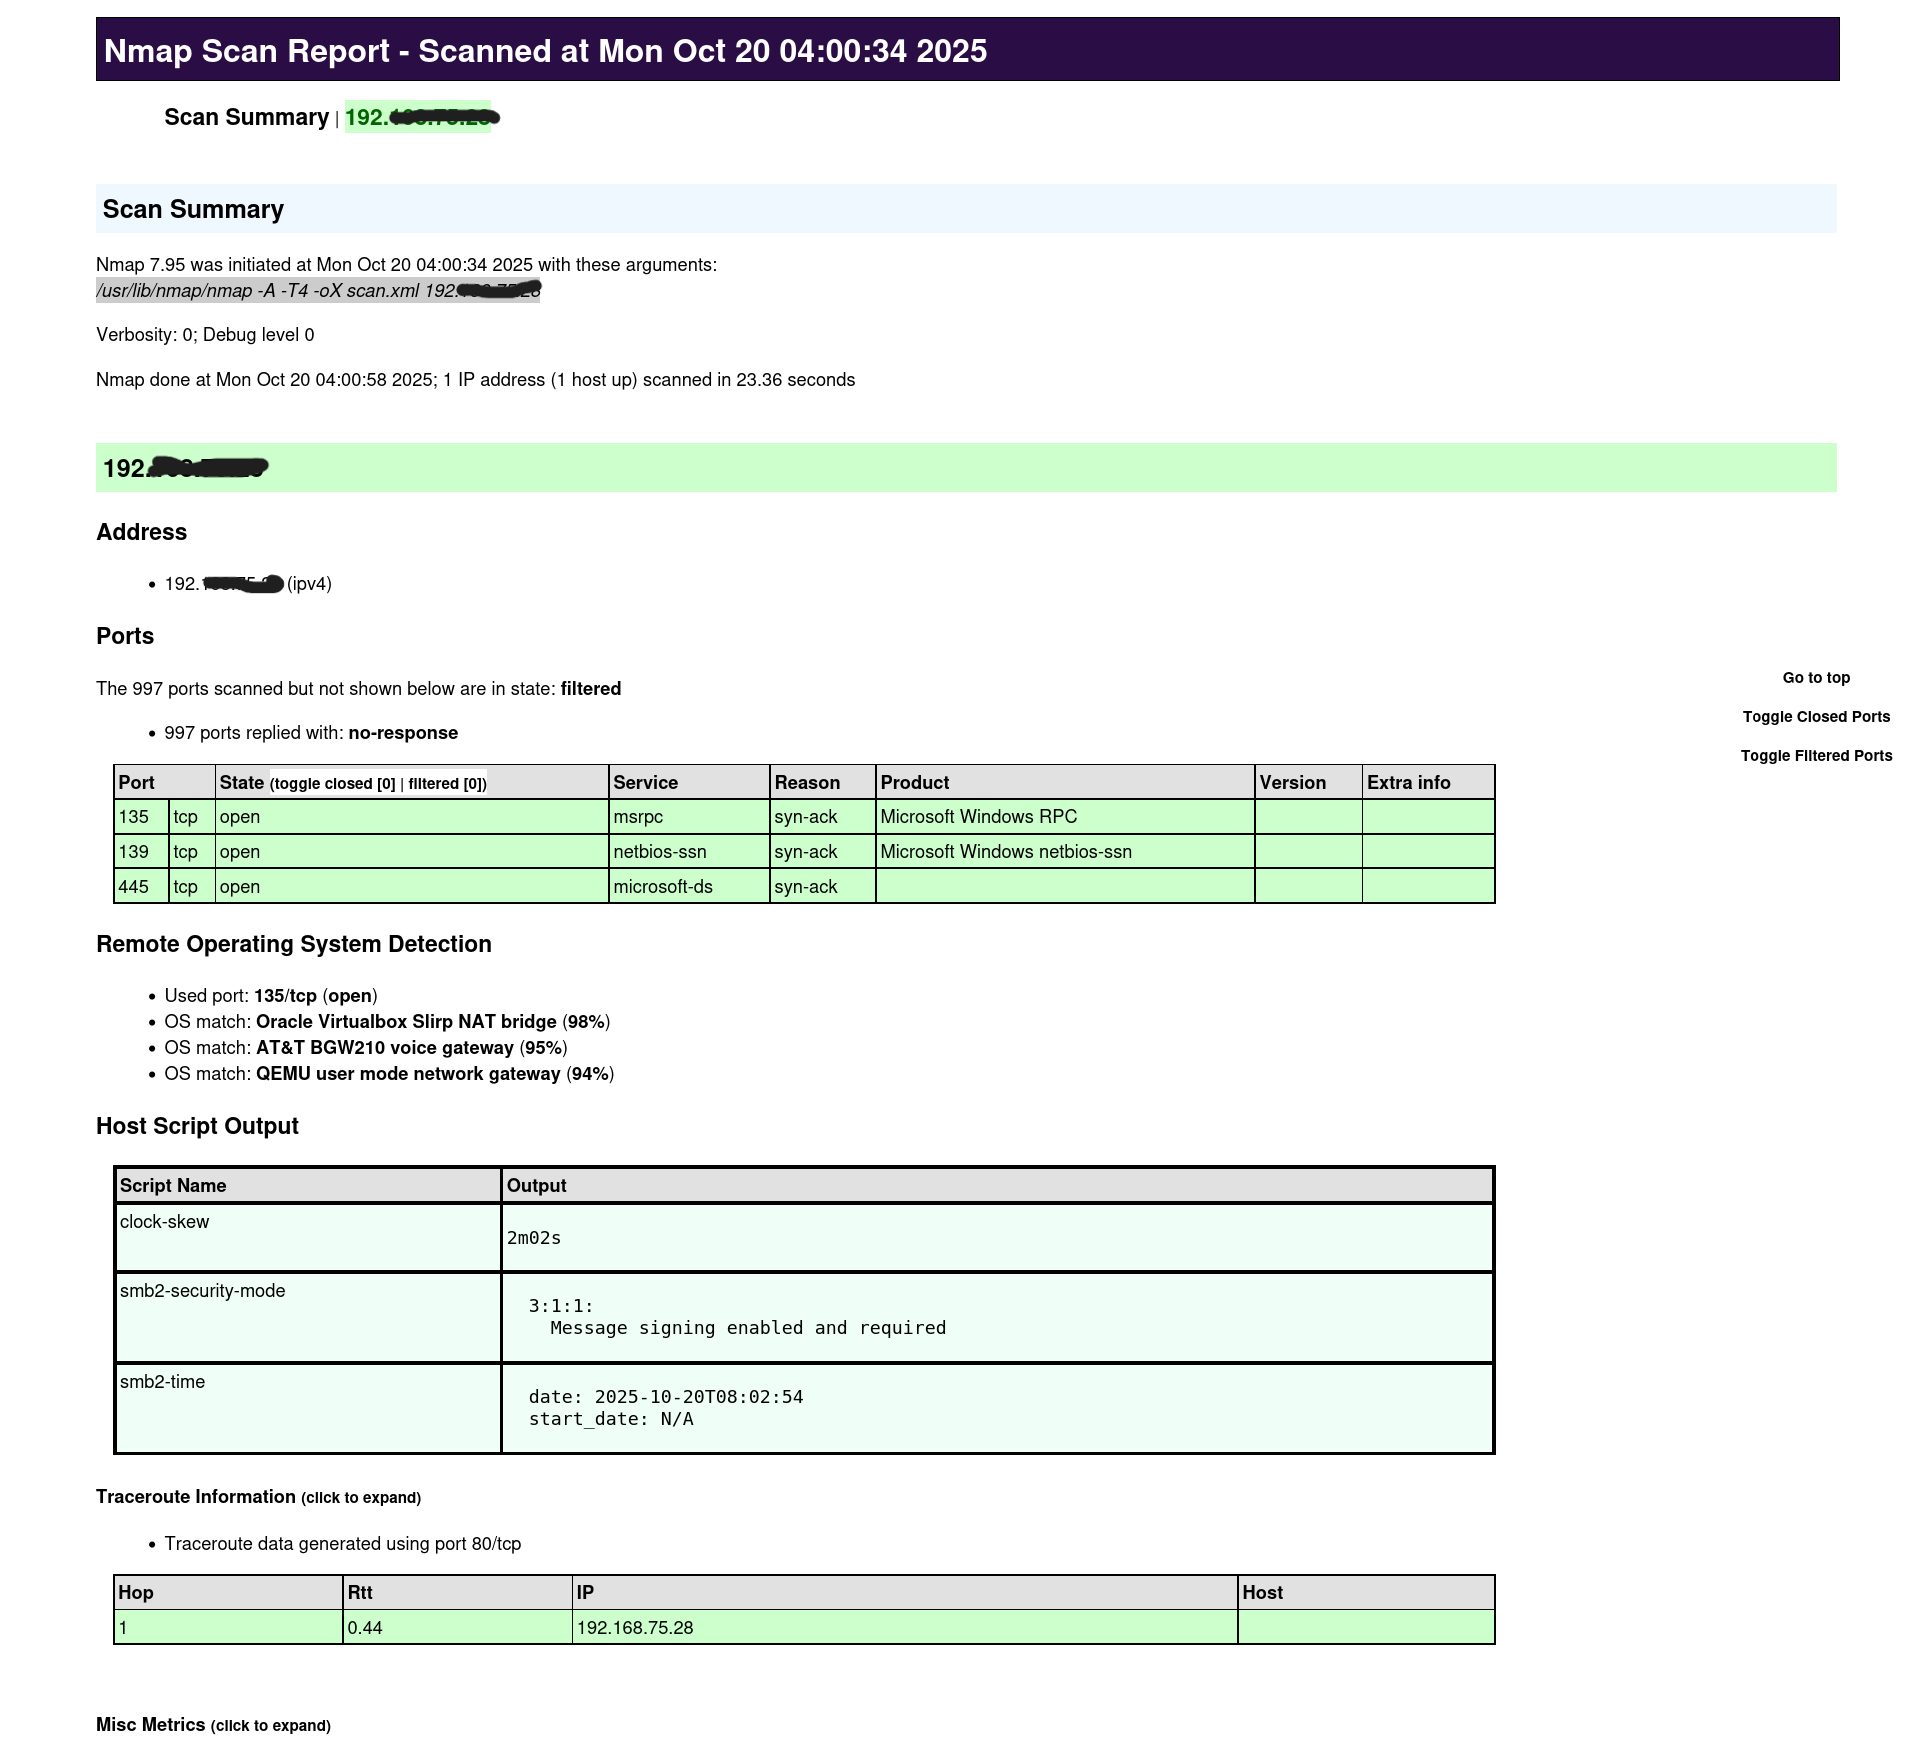 Nmap Scan Report - Scanned at Mon Oct 20 04:00:34 2025
Scan Summary | 192.
Scan Summary
Nmap 7.95 was initiated at Mon Oct 20 04:00:34 2025 with these arguments:
/usr/lib/nmap/nmap -A -T4 -oX scan.xml 192.
Verbosity: 0; Debug level 0
Nmap done at Mon Oct 20 04:00:58 2025; 1 IP address (1 host up) scanned in 23.36 seconds
192.
Address
• 192. (ipv4)
Ports
The 997 ports scanned but not shown below are in state: filtered
• 997 ports replied with: no-response
Go to top
Toggle Closed Ports
Toggle Filtered Ports
Port State (toggle closed [0] | filtered [0]) Service Reason Product Version Extra info
135 tcp open msrpc syn-ack Microsoft Windows RPC
139 tcp open netbios-ssn syn-ack Microsoft Windows netbios-ssn
445 tcp open microsoft-ds syn-ack
Remote Operating System Detection
• Used port: 135/tcp (open)
• OS match: Oracle Virtualbox Slirp NAT bridge (98%)
• OS match: AT&T BGW210 voice gateway (95%)
• OS match: QEMU user mode network gateway (94%)
Host Script Output
Script Name Output
clock-skew
2m02s
smb2-security-mode
3:1:1:
Message signing enabled and required
smb2-time
date: 2025-10-20T08:02:54
start_date: N/A
Traceroute Information (click to expand)
• Traceroute data generated using port 80/tcp
Hop Rtt IP Host
1 0.44 192.168.75.28
Misc Metrics (click to expand)